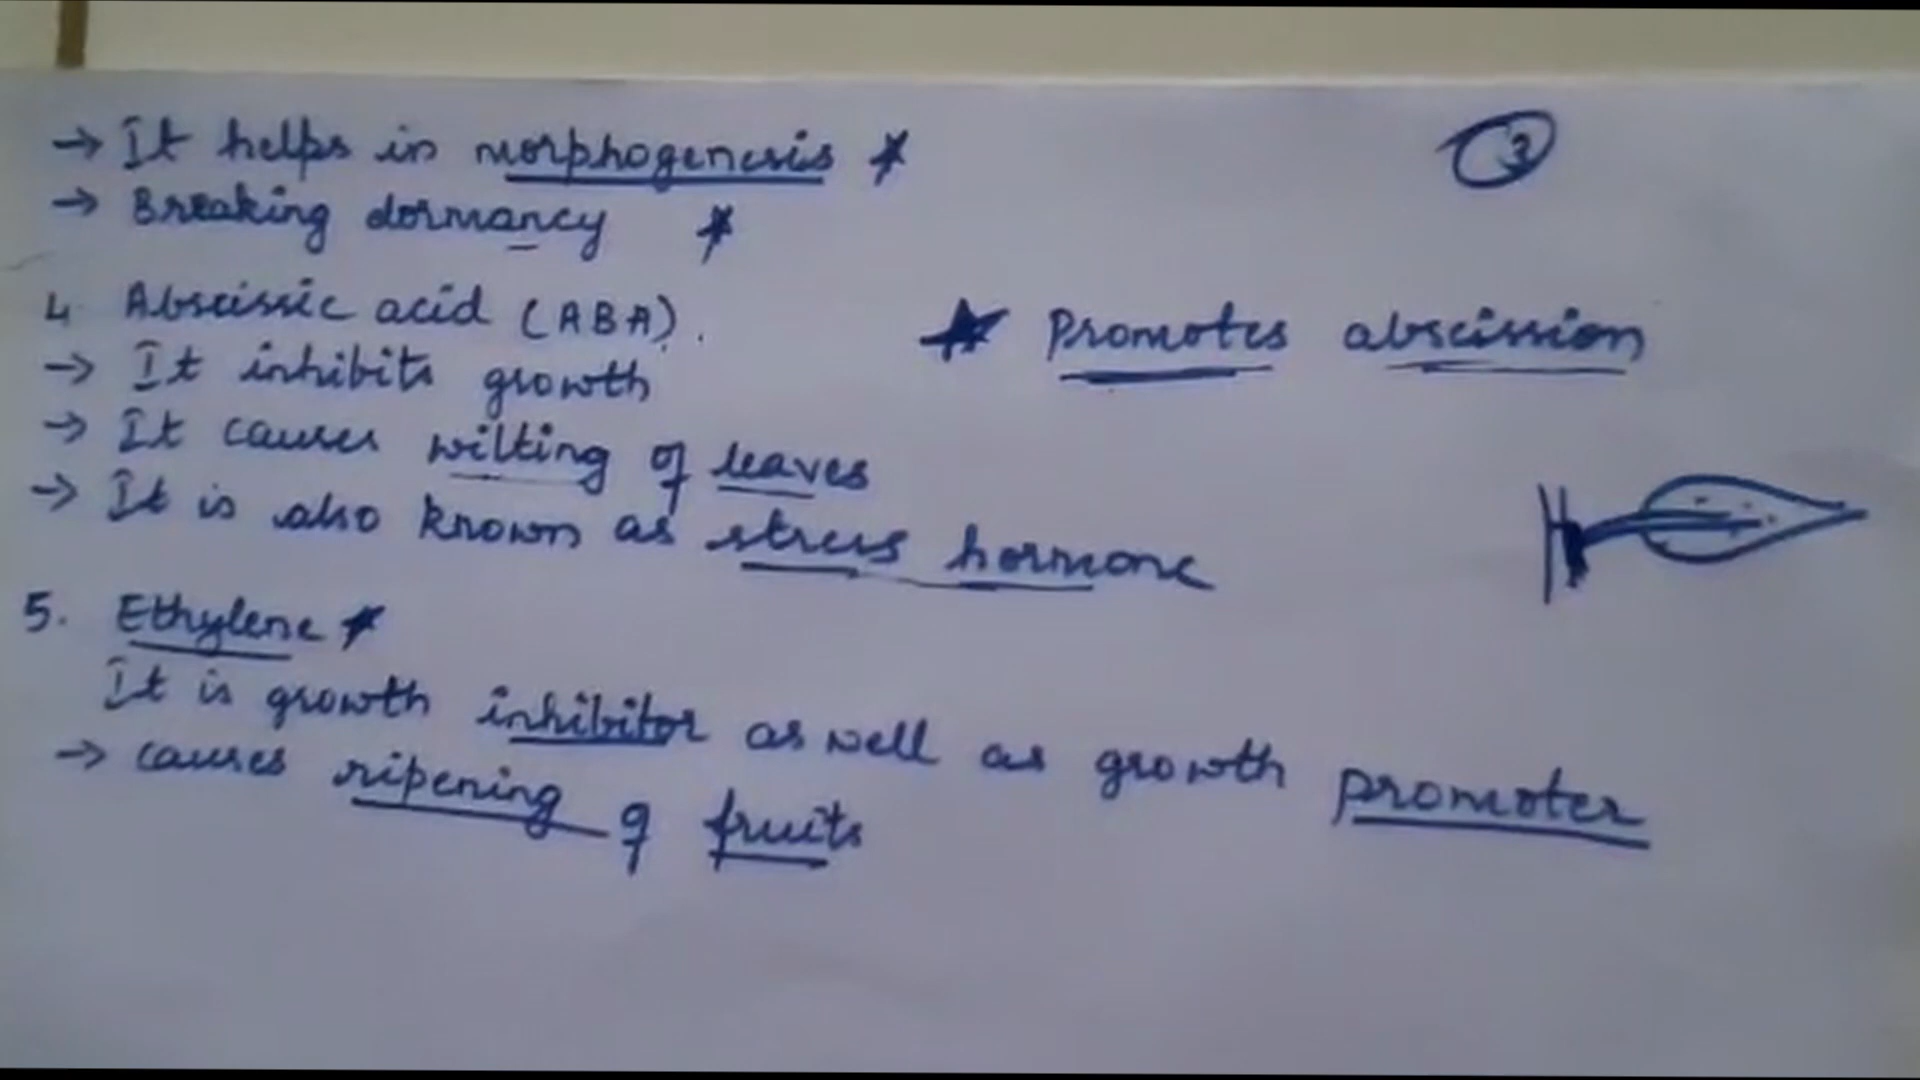 → It helps in morphogenesis *
③
→ Breaking dormancy *
4. Abscissic acid (ABA).
★ Promotes abscission
→ It inhibits growth
→ It causes wilting of leaves
→ It is also known as stress hormone
5. Ethylene *
It is growth inhibitor as well as growth promoter
→ causes ripening of fruits